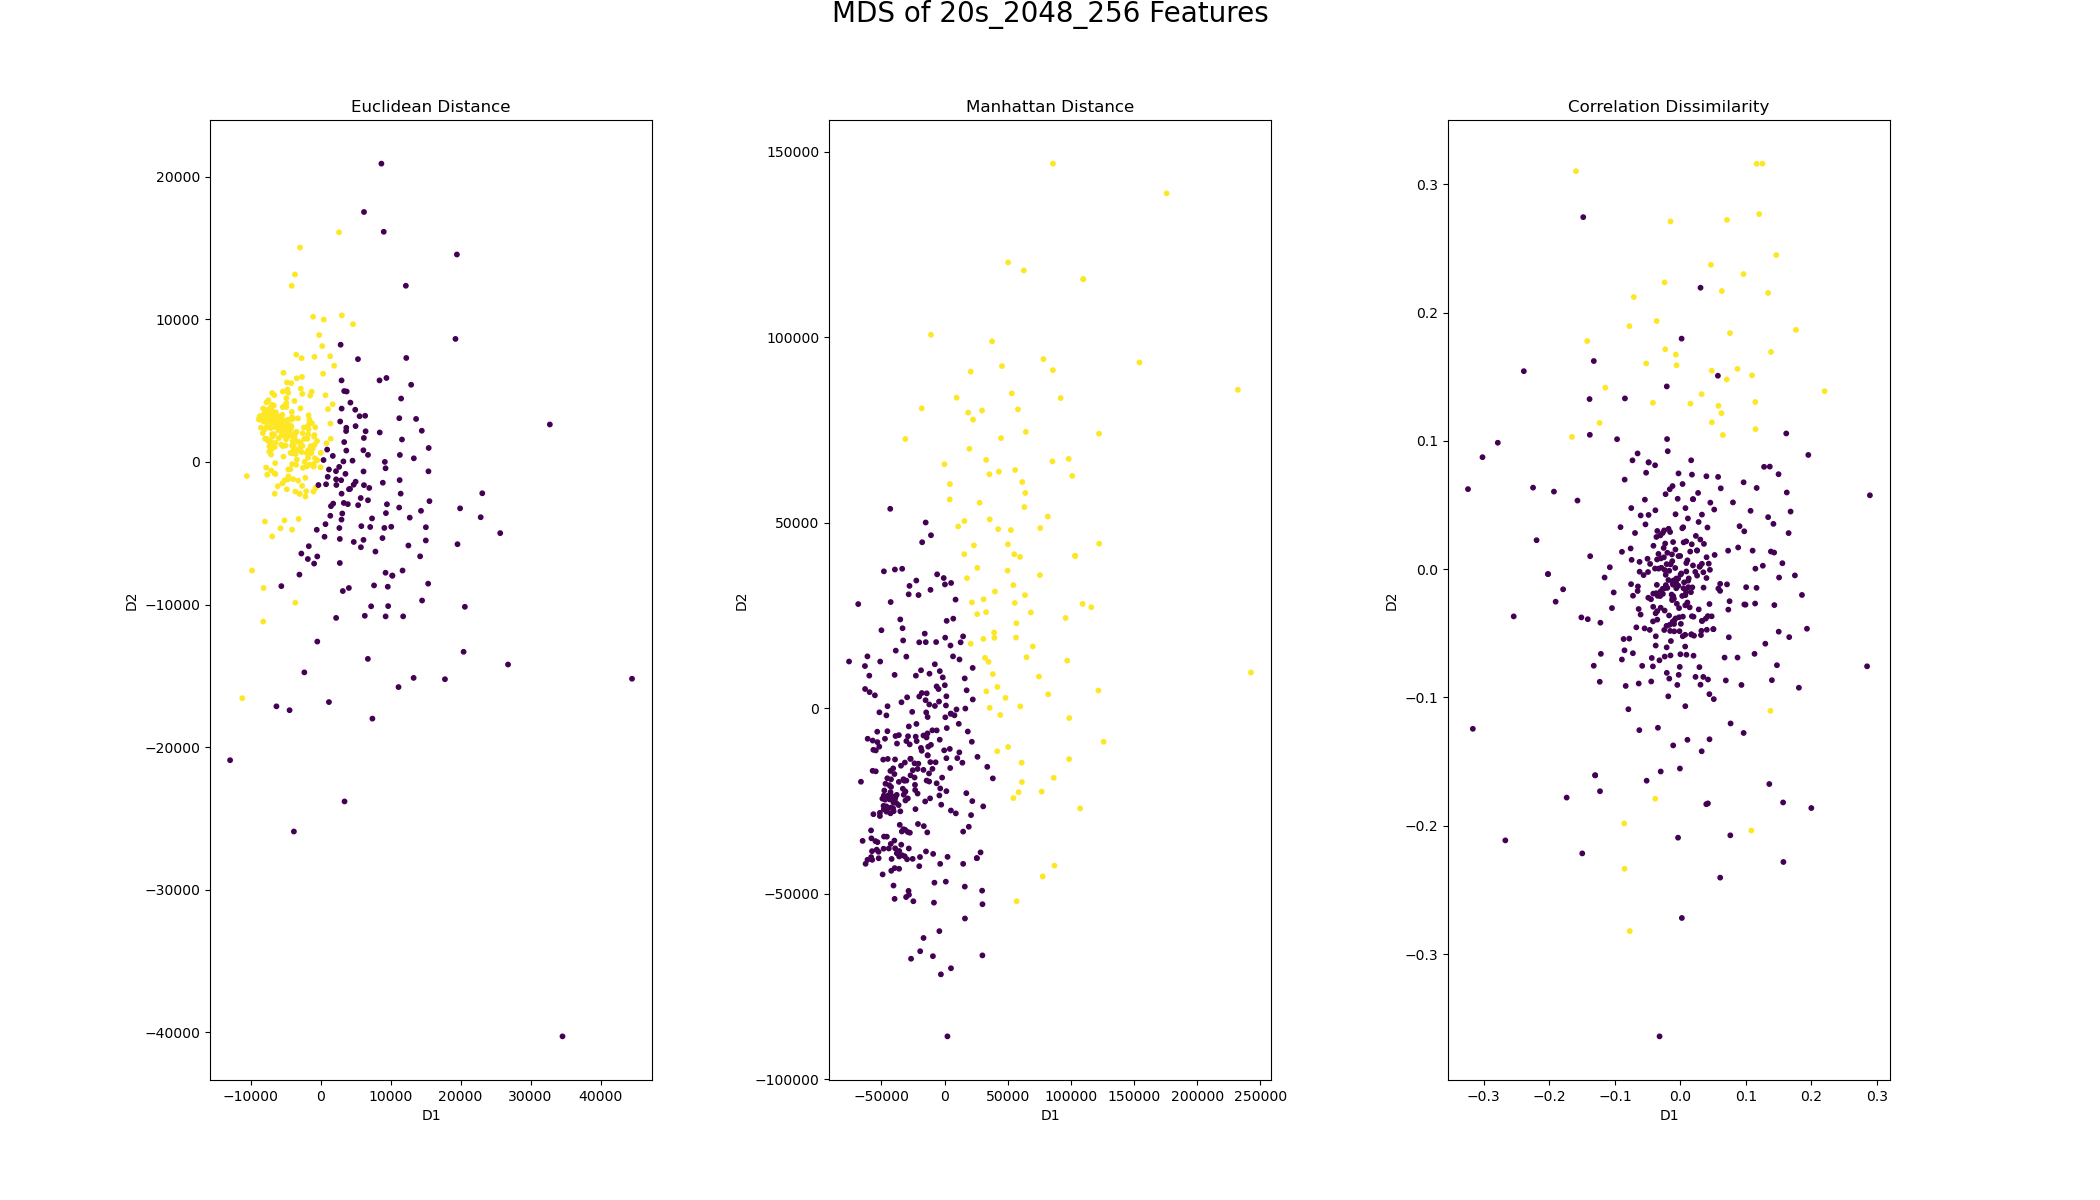 MDS of 20s_2048_256 Features
Euclidean Distance
20000
10000
0
−10000
−20000
−30000
−40000
D2
−10000 0 10000 20000 30000 40000
D1
Manhattan Distance
150000
100000
50000
0
−50000
−100000
D2
−50000 0 50000 100000 150000 200000 250000
D1
Correlation Dissimilarity
0.3
0.2
0.1
0.0
−0.1
−0.2
−0.3
D2
−0.3 −0.2 −0.1 0.0 0.1 0.2 0.3
D1